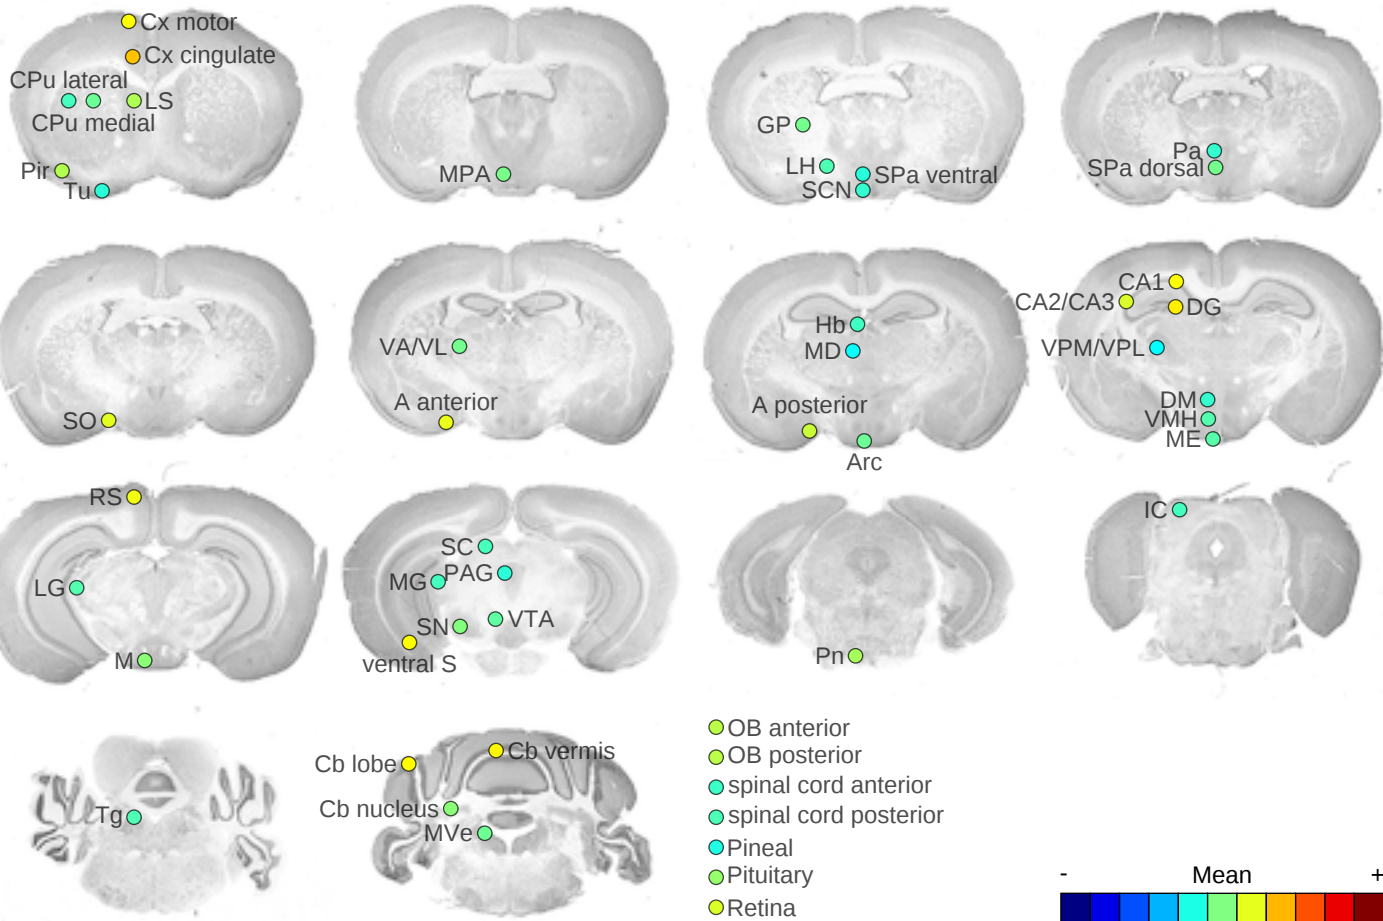 Cx motor
Cx cingulate
CPu lateral
LS
CPu medial
Pir
Tu
MPA
GP
LH
SPa ventral
SCN
Pa
SPa dorsal
SO
VA/VL
A anterior
Hb
MD
A posterior
Arc
CA1
CA2/CA3
DG
VPM/VPL
DM
VMH
ME
RS
LG
M
SC
MG
PAG
SN
VTA
ventral S
Pn
IC
Tg
Cb lobe
Cb vermis
Cb nucleus
MVe
OB anterior
OB posterior
spinal cord anterior
spinal cord posterior
Pineal
Pituitary
Retina
- Mean +